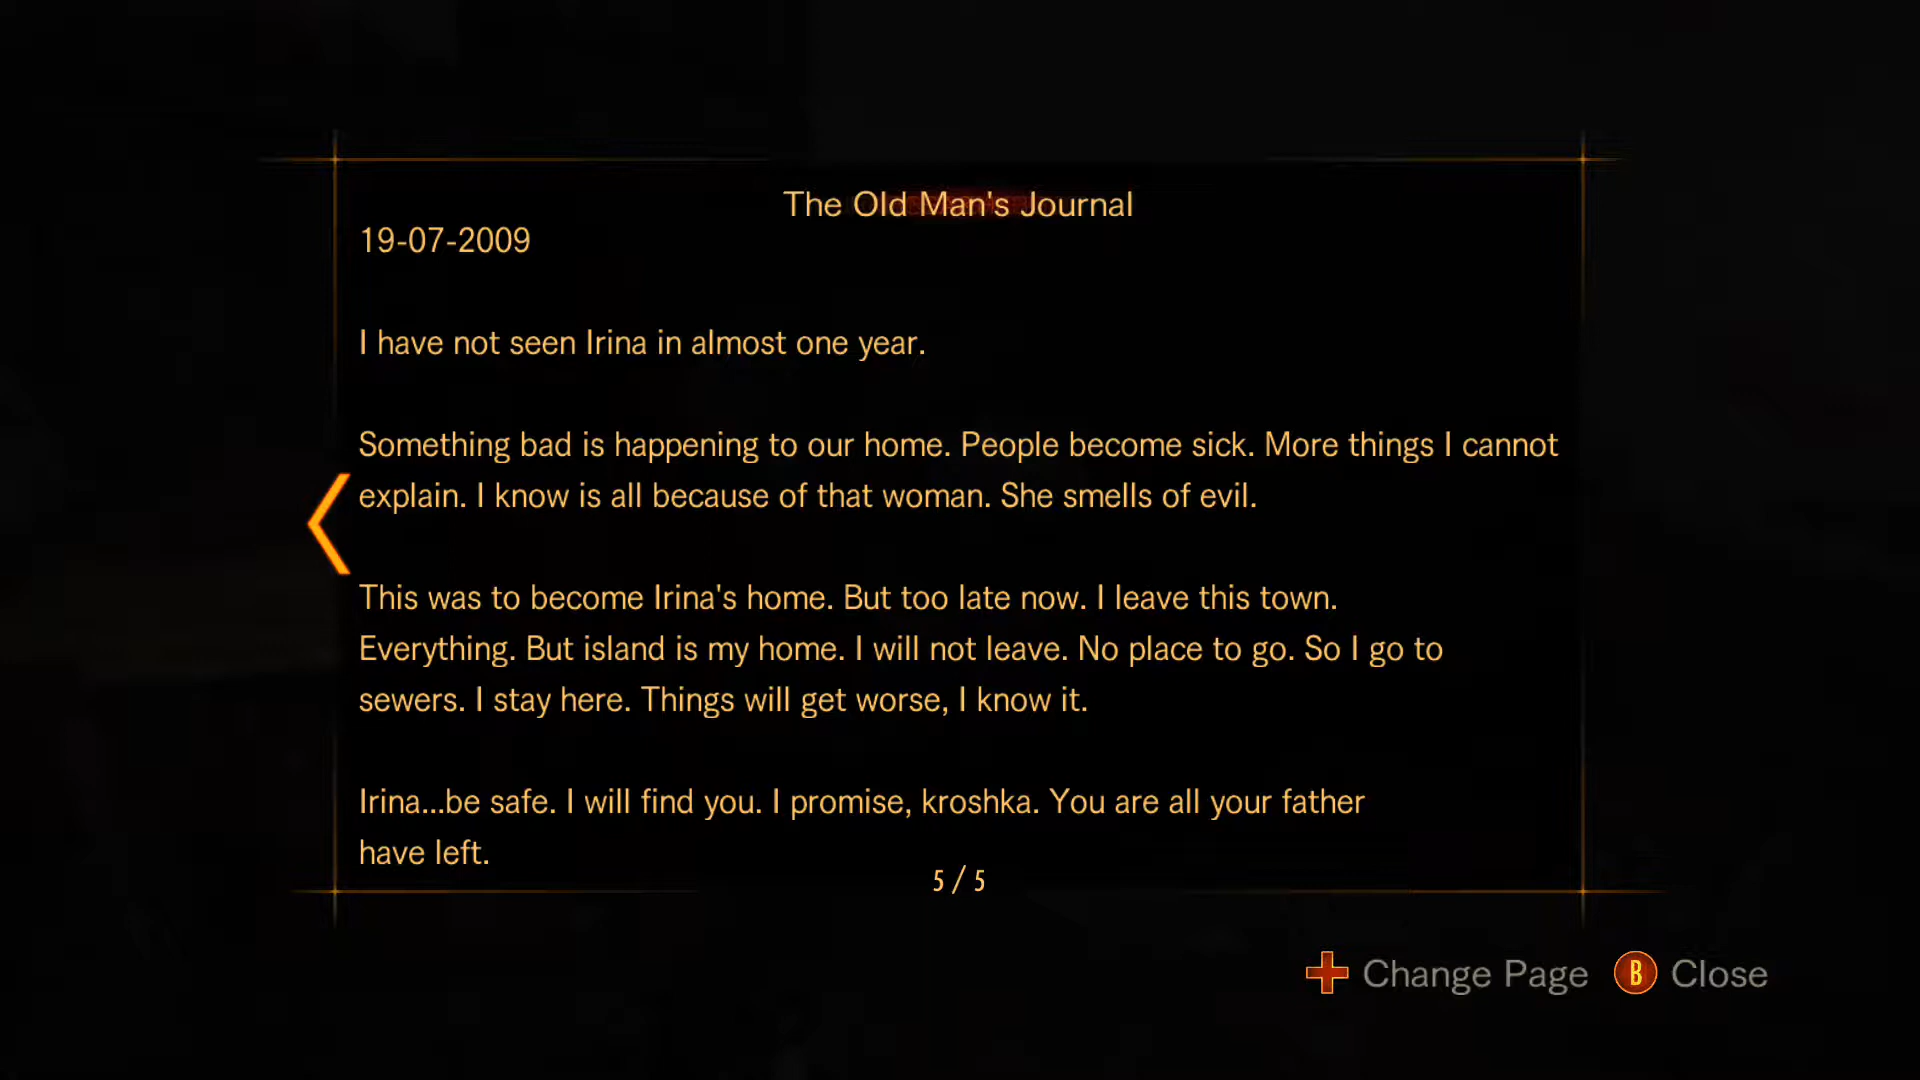 The Old Man's Journal
19-07-2009
I have not seen Irina in almost one year.
Something bad is happening to our home. People become sick. More things I cannot
explain. I know is all because of that woman. She smells of evil.
This was to become Irina's home. But too late now. I leave this town.
Everything. But island is my home. I will not leave. No place to go. So I go to
sewers. I stay here. Things will get worse, I know it.
Irina...be safe. I will find you. I promise, kroshka. You are all your father
have left.
5 / 5
Change Page B Close